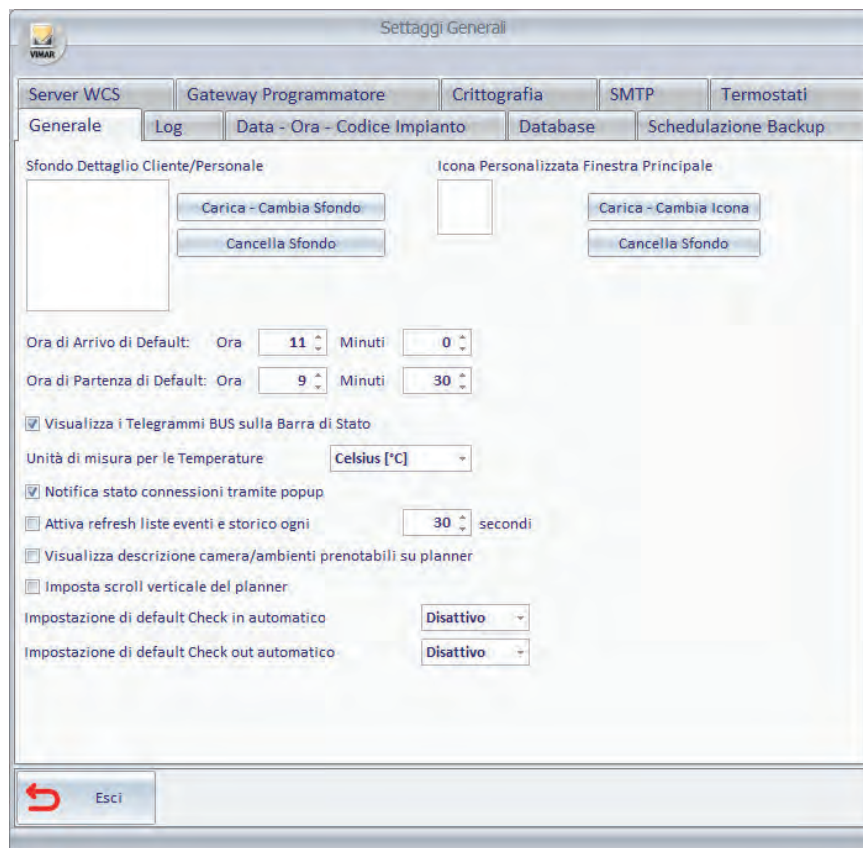 Settaggi Generali
VIMAR
Server WCS Gateway Programmatore Crittografia SMTP Termostati
Generale Log Data - Ora - Codice Impianto Database Schedulazione Backup
Sfondo Dettaglio Cliente/Personale Icona Personalizzata Finestra Principale
Carica - Cambia Sfondo Carica - Cambia Icona
Cancella Sfondo Cancella Sfondo
Ora di Arrivo di Default: Ora 11 Minuti 0
Ora di Partenza di Default: Ora 9 Minuti 30
Visualizza i Telegrammi BUS sulla Barra di Stato
Unità di misura per le Temperature Celsius [°C]
Notifica stato connessioni tramite popup
Attiva refresh liste eventi e storico ogni 30 secondi
Visualizza descrizione camera/ambienti prenotabili su planner
Imposta scroll verticale del planner
Impostazione di default Check in automatico Disattivo
Impostazione di default Check out automatico Disattivo
Esci